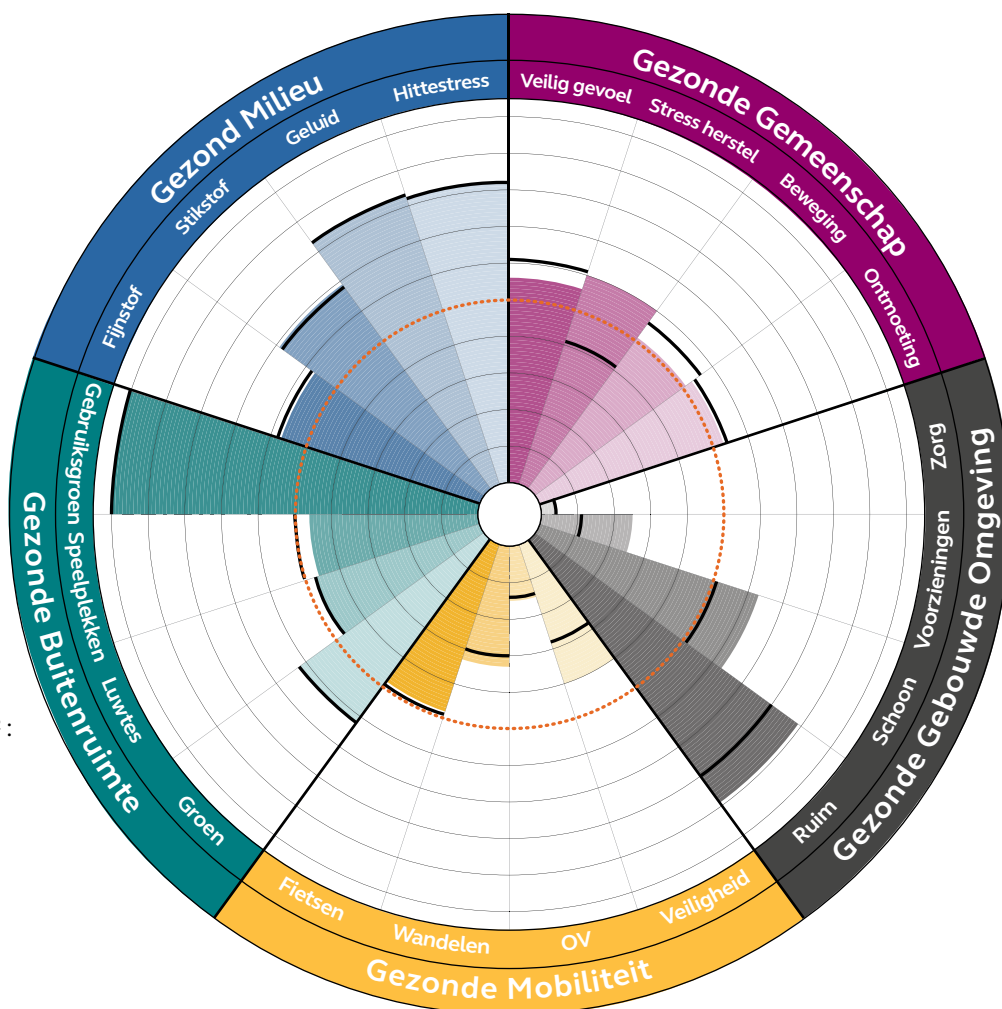 Gezond Milieu
Fijnstof
Stikstof
Geluid
Hittestress
Gezonde Gemeenschap
Veilig gevoel
Stress herstel
Beweging
Ontmoeting
Gezonde Gebouwde Omgeving
Zorg
Voorzieningen
Schoon
Ruim
Gezonde Mobiliteit
Veiligheid
OV
Wandelen
Fietsen
Gezonde Buitenruimte
Groen
Luwtes
Speelplekken
Gebruiksgroen
: